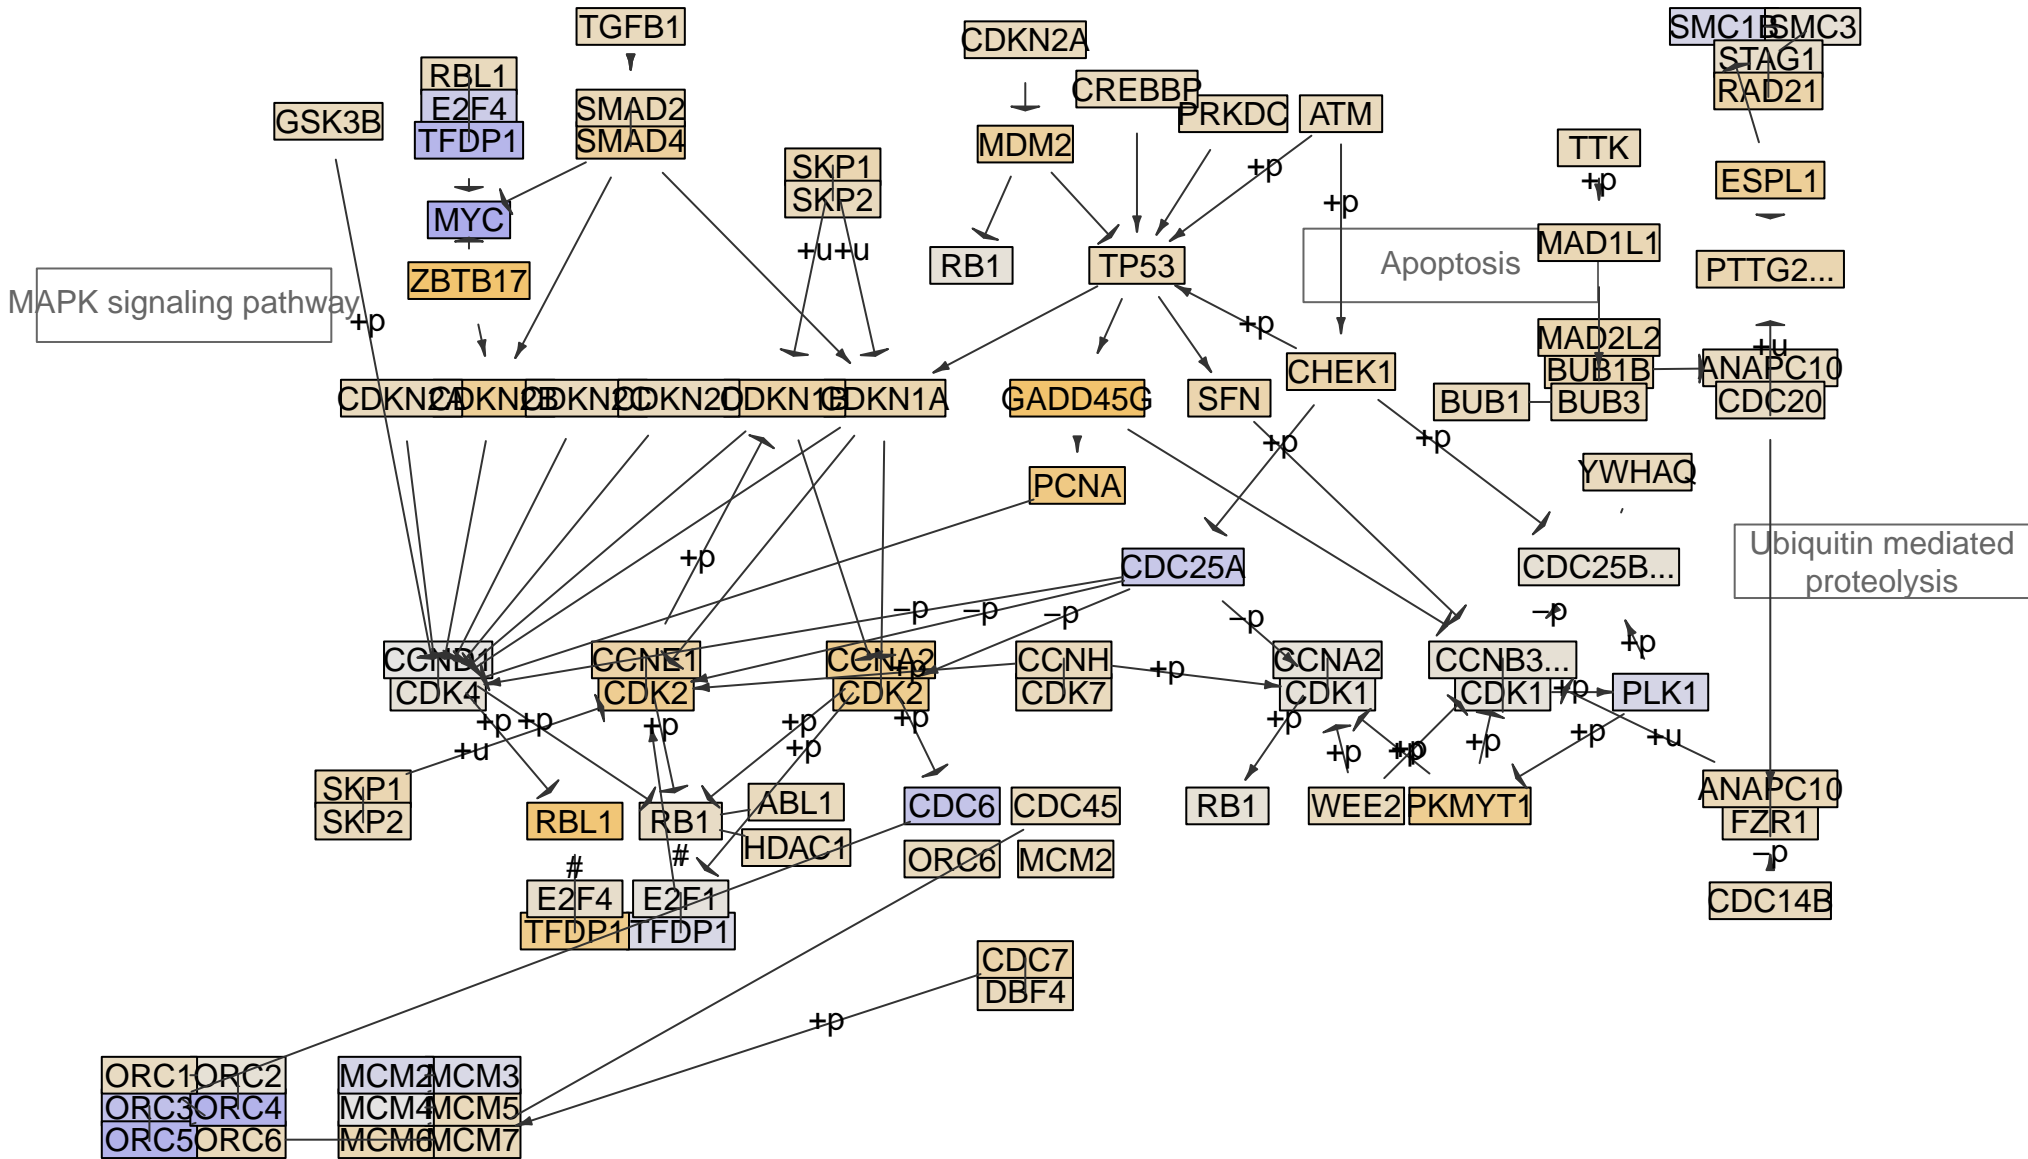 TGFB1
CDKN2A
SMC1B
SMC3
STAG1
RAD21
RBL1
E2F4
TFDP1
SMAD2
SMAD4
GSK3B
CREBBP
PRKDC
ATM
MDM2
TTK
+p
SKP1
SKP2
+p
+p
ESPL1
MYC
+u
+u
RB1
TP53
MAD1L1
Apoptosis
PTTG2...
ZBTB17
MAPK signaling pathway
+p
+p
MAD2L2
+u
BUB1B
ANAPC10
CHEK1
CDKN2A
CDKN2B
CDKN2C
CDKN2D
CDKN1B
CDKN1A
GADD45G
SFN
BUB1
BUB3
CDC20
+p
+p
YWHAQ
PCNA
Ubiquitin mediated
proteolysis
+p
CDC25A
CDC25B...
−p
−p
−p
−p
−p
+p
CCND1
CDK4
CCNE1
CDK2
CCNA2
CDK2
+p
CCNH
CDK7
+p
CCNA2
CDK1
CCNB3...
CDK1
+p
PLK1
+p
+p
+p
+p
+p
+p
+p
+u
+p
+p
+p
+p
+p
+u
SKP1
SKP2
RBL1
RB1
ABL1
HDAC1
CDC6
CDC45
ORC6
MCM2
RB1
WEE2
PKMYT1
ANAPC10
FZR1
−p
CDC14B
#
#
E2F4
TFDP1
E2F1
TFDP1
CDC7
DBF4
+p
ORC1
ORC2
MCM2
MCM3
ORC3
ORC4
MCM4
MCM5
ORC5
ORC6
MCM6
MCM7